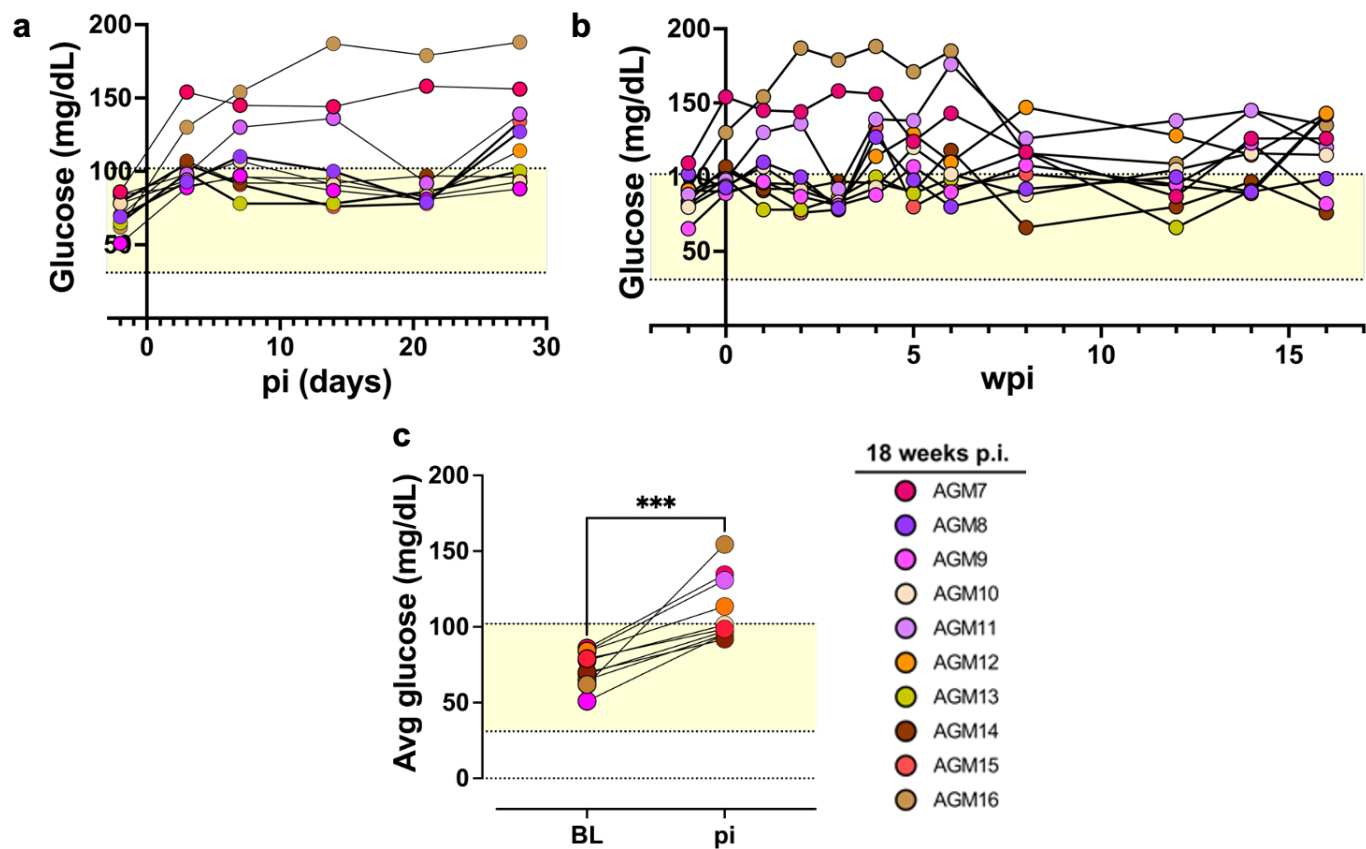 a
200
150
100
50
Glucose (mg/dL)
0
10
20
30
pi (days)
b
200
150
100
50
Glucose (mg/dL)
0
5
10
15
wpi
c
200
150
100
50
0
Avg glucose (mg/dL)
***
BL
pi
18 weeks p.i.
AGM7
AGM8
AGM9
AGM10
AGM11
AGM12
AGM13
AGM14
AGM15
AGM16